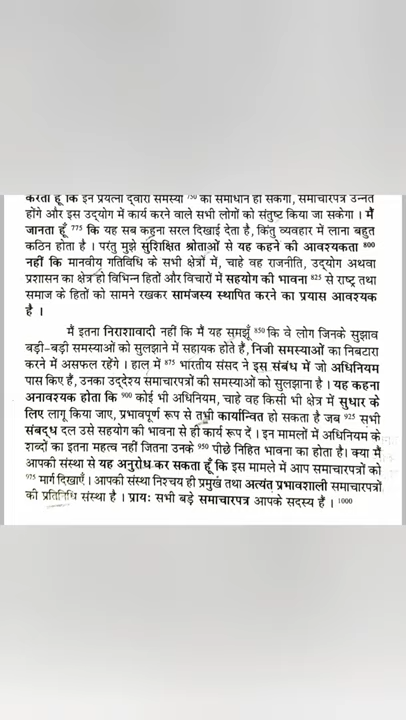 करता हूँ कि इन प्रयत्नों द्वारा समस्या 750 का समाधान हो सकेगा, समाचारपत्र उन्नत
होंगे और इस उद्योग में कार्य करने वाले सभी लोगों को संतुष्ट किया जा सकेगा । मैं
जानता हूँ 775 कि यह सब कहना सरल दिखाई देता है, किंतु व्यवहार में लाना बहुत
कठिन होता है । परंतु मुझे सुशिक्षित श्रोताओं से यह कहने की आवश्यकता 800
नहीं कि मानवीय गतिविधि के सभी क्षेत्रों में, चाहे वह राजनीति, उद्योग अथवा
प्रशासन का क्षेत्र हो विभिन्न हितों और विचारों में सहयोग की भावना 825 से राष्ट्र तथा
समाज के हितों को सामने रखकर सामंजस्य स्थापित करने का प्रयास आवश्यक
है ।
मैं इतना निराशावादी नहीं कि मैं यह समझूँ 850 कि वे लोग जिनके सुझाव
बड़ी-बड़ी समस्याओं को सुलझाने में सहायक होते हैं, निजी समस्याओं का निबटारा
करने में असफल रहेंगे । हाल में 875 भारतीय संसद ने इस संबंध में जो अधिनियम
पास किए हैं, उनका उद्देश्य समाचारपत्रों की समस्याओं को सुलझाना है । यह कहना
अनावश्यक होता कि 900 कोई भी अधिनियम, चाहे वह किसी भी क्षेत्र में सुधार के
लिए लागू किया जाए, प्रभावपूर्ण रूप से तभी कार्यान्वित हो सकता है जब 925 सभी
संबद्ध दल उसे सहयोग की भावना से ही कार्य रूप दें । इन मामलों में अधिनियम के
शब्दों का इतना महत्व नहीं जितना उनके 950 पीछे निहित भावना का होता है। क्या मैं
आपकी संस्था से यह अनुरोध कर सकता हूँ कि इस मामले में आप समाचारपत्रों को
975 मार्ग दिखाएँ । आपकी संस्था निश्चय ही प्रमुख तथा अत्यंत प्रभावशाली समाचारपत्रों
की प्रतिनिधि संस्था है । प्रायः सभी बड़े समाचारपत्र आपके सदस्य हैं । 1000